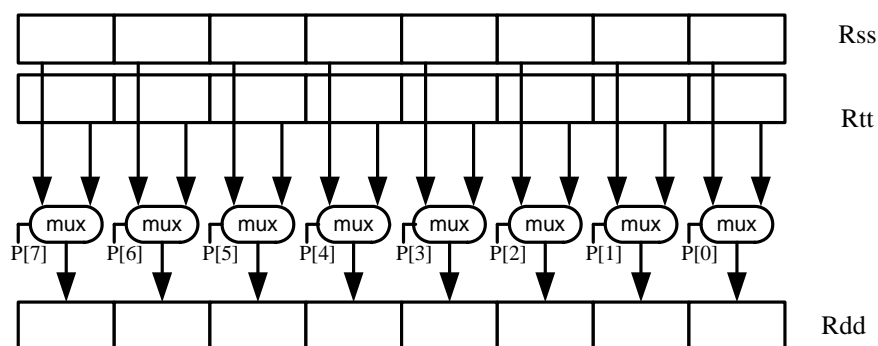 Rss
Rtt
mux mux mux mux mux mux mux mux
P[7] P[6] P[5] P[4] P[3] P[2] P[1] P[0]
Rdd